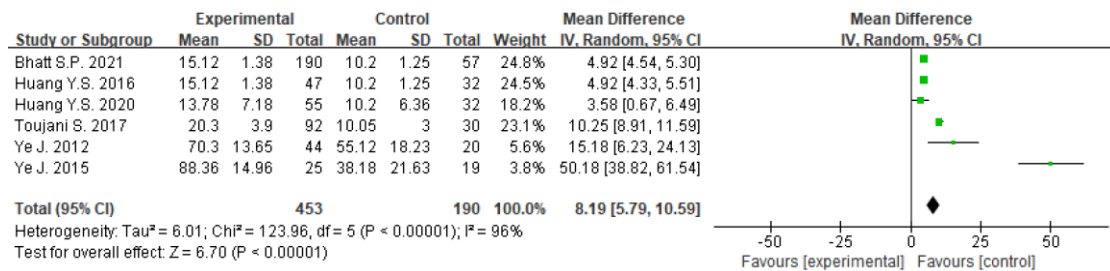 Experimental Control Mean Difference Mean Difference
Study or Subgroup Mean SD Total Mean SD Total Weight IV, Random, 95% CI IV, Random, 95% CI
Bhatt S.P. 2021 15.12 1.38 190 10.2 1.25 57 24.8% 4.92 [4.54, 5.30]
Huang Y.S. 2016 15.12 1.38 47 10.2 1.25 32 24.5% 4.92 [4.33, 5.51]
Huang Y.S. 2020 13.78 7.18 55 10.2 6.36 32 18.2% 3.58 [0.67, 6.49]
Toujani S. 2017 20.3 3.9 92 10.05 3 30 23.1% 10.25 [8.91, 11.59]
Ye J. 2012 70.3 13.65 44 55.12 18.23 20 5.6% 15.18 [6.23, 24.13]
Ye J. 2015 88.36 14.96 25 38.18 21.63 19 3.8% 50.18 [38.82, 61.54]
Total (95% CI) 453 190 100.0% 8.19 [5.79, 10.59]
Heterogeneity: Tau² = 6.01; Chi² = 123.96, df = 5 (P < 0.00001); I² = 96%
Test for overall effect: Z = 6.70 (P < 0.00001)
-50 -25 0 25 50
Favours [experimental] Favours [control]